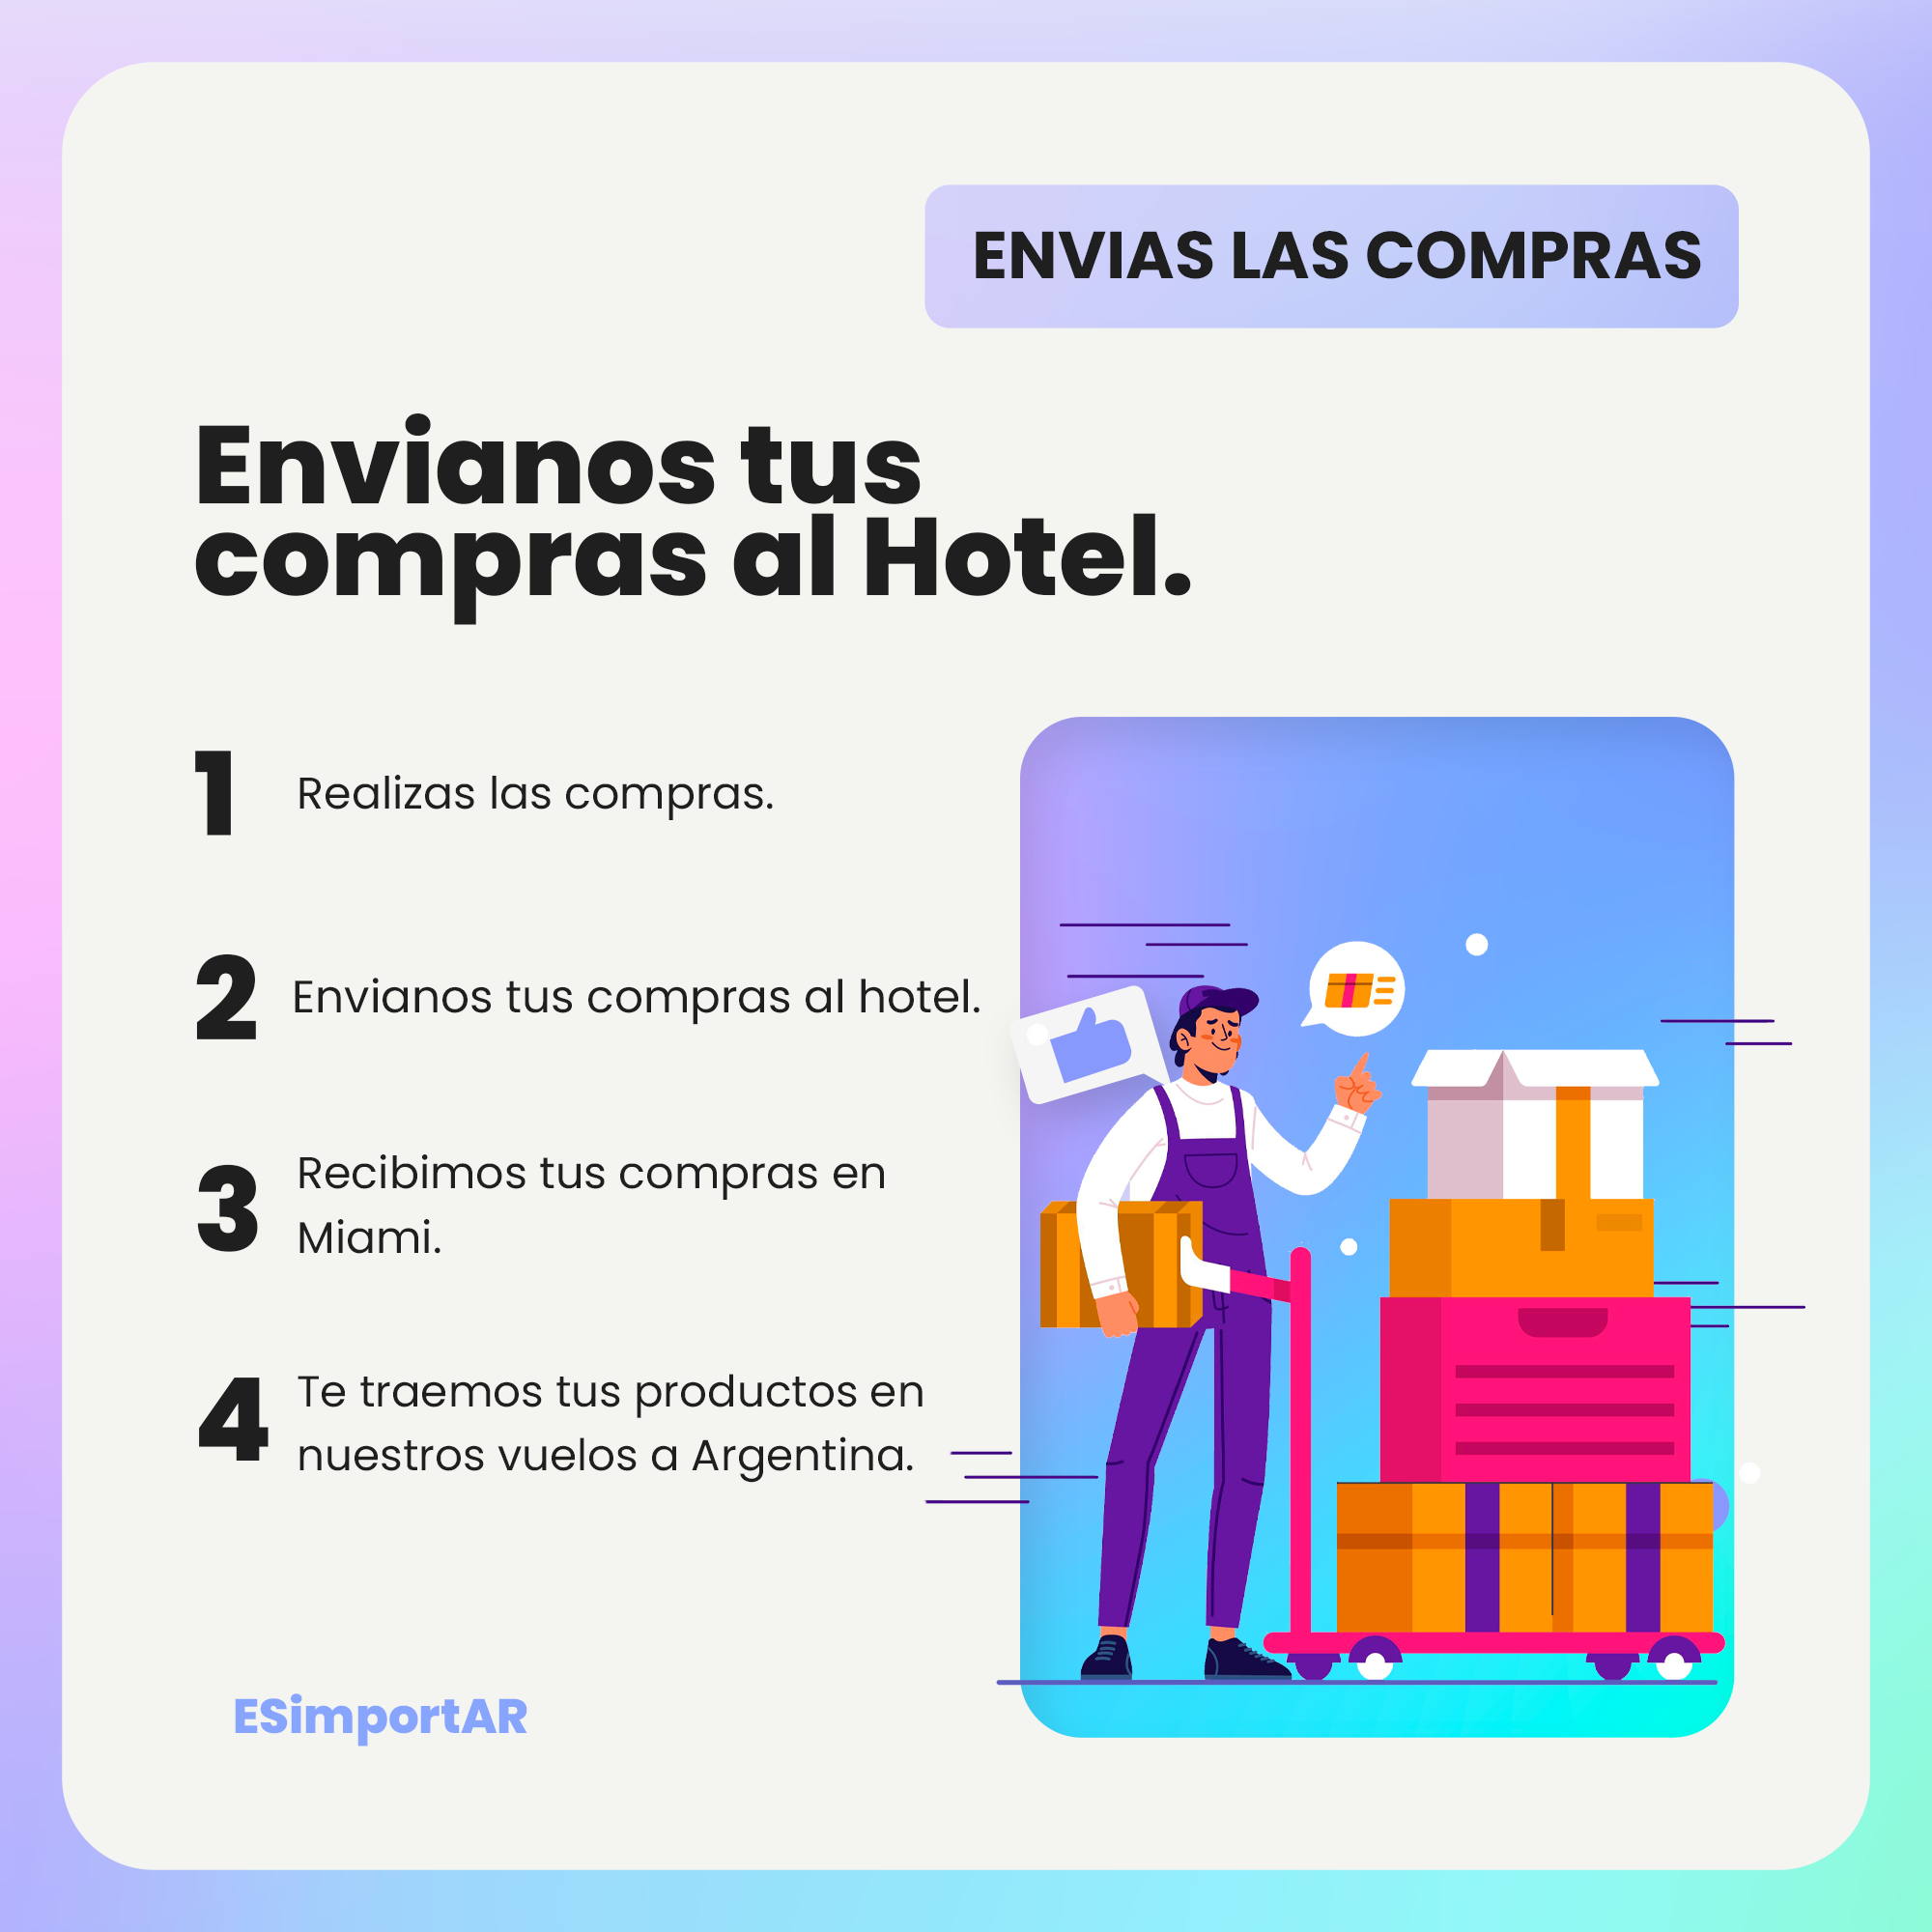 ENVIAS LAS COMPRAS
Envianos tus
compras al Hotel.
1 Realizas las compras.
2 Envianos tus compras al hotel.
3 Recibimos tus compras en
Miami.
4 Te traemos tus productos en
nuestros vuelos a Argentina.
ESimportAR